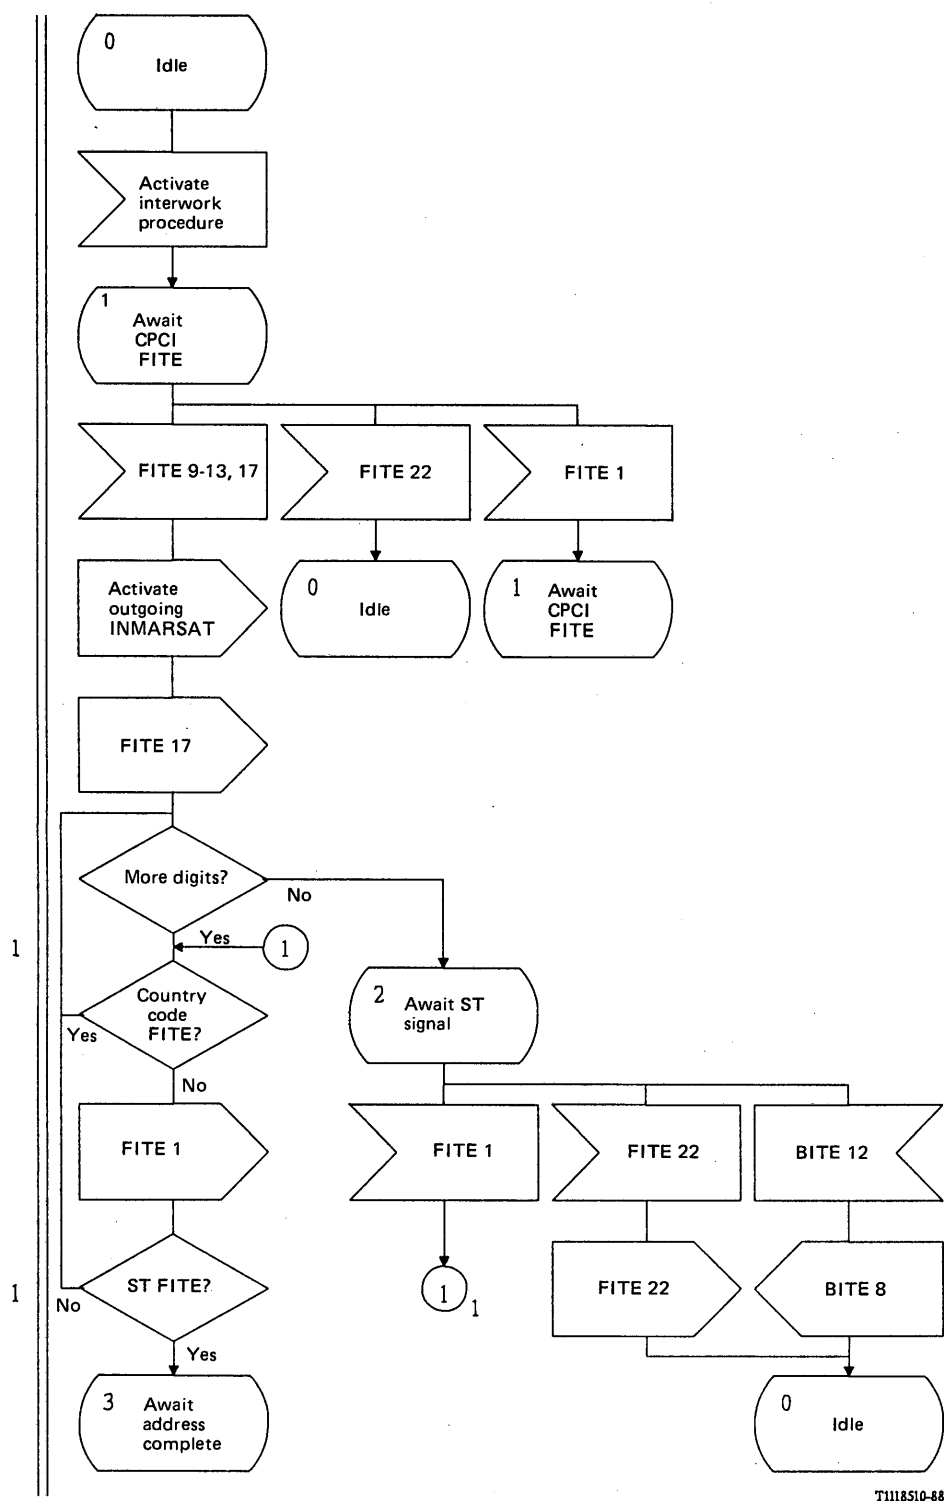 0
Idle
Activate
interwork
procedure
1
Await
CPCI
FITE
FITE 9-13, 17
FITE 22
FITE 1
Activate
outgoing
INMARSAT
0
Idle
1
Await
CPCI
FITE
FITE 17
More digits?
No
Yes
1
1
Country
code
FITE?
Yes
No
2
Await ST
signal
FITE 1
FITE 1
FITE 22
BITE 12
1
ST FITE?
No
Yes
1
1
FITE 22
BITE 8
3
Await
address
complete
0
Idle
T1118510-88